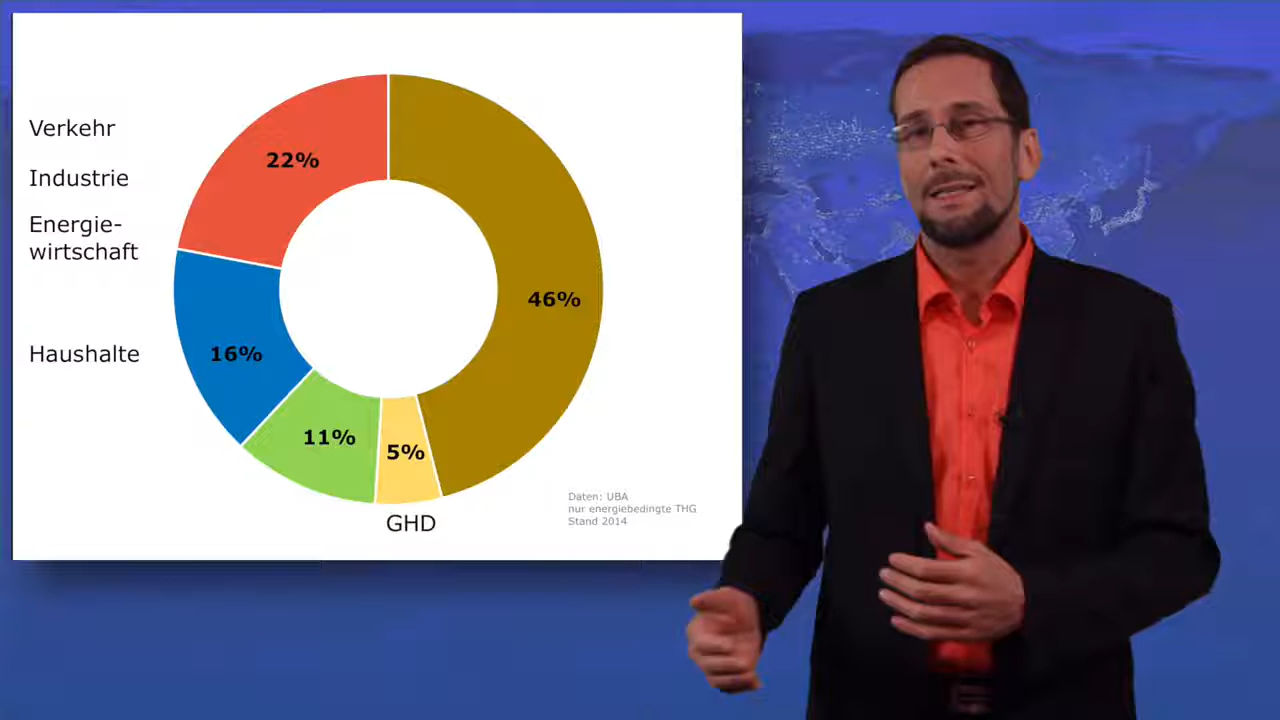 Verkehr
22%
Industrie
Energie-
wirtschaft
46%
Haushalte
16%
11%
5%
Daten: UBA
nur energiebedingte THG
Stand 2014
GHD